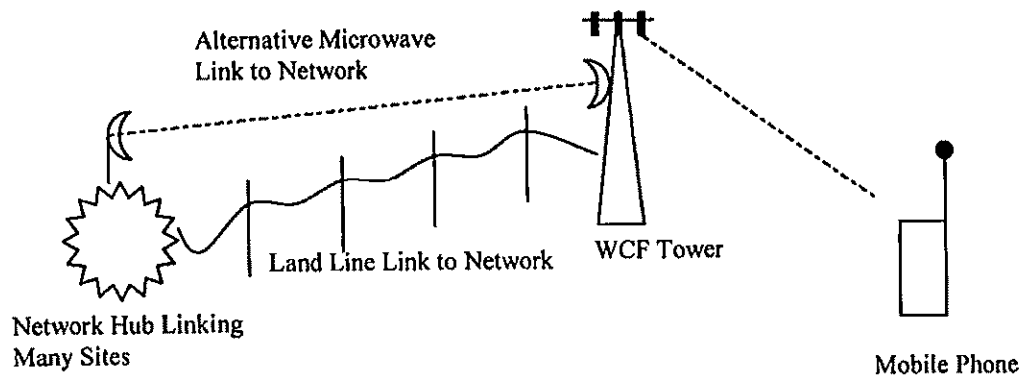 Alternative Microwave
Link to Network
Land Line Link to Network
WCF Tower
Network Hub Linking
Many Sites
Mobile Phone